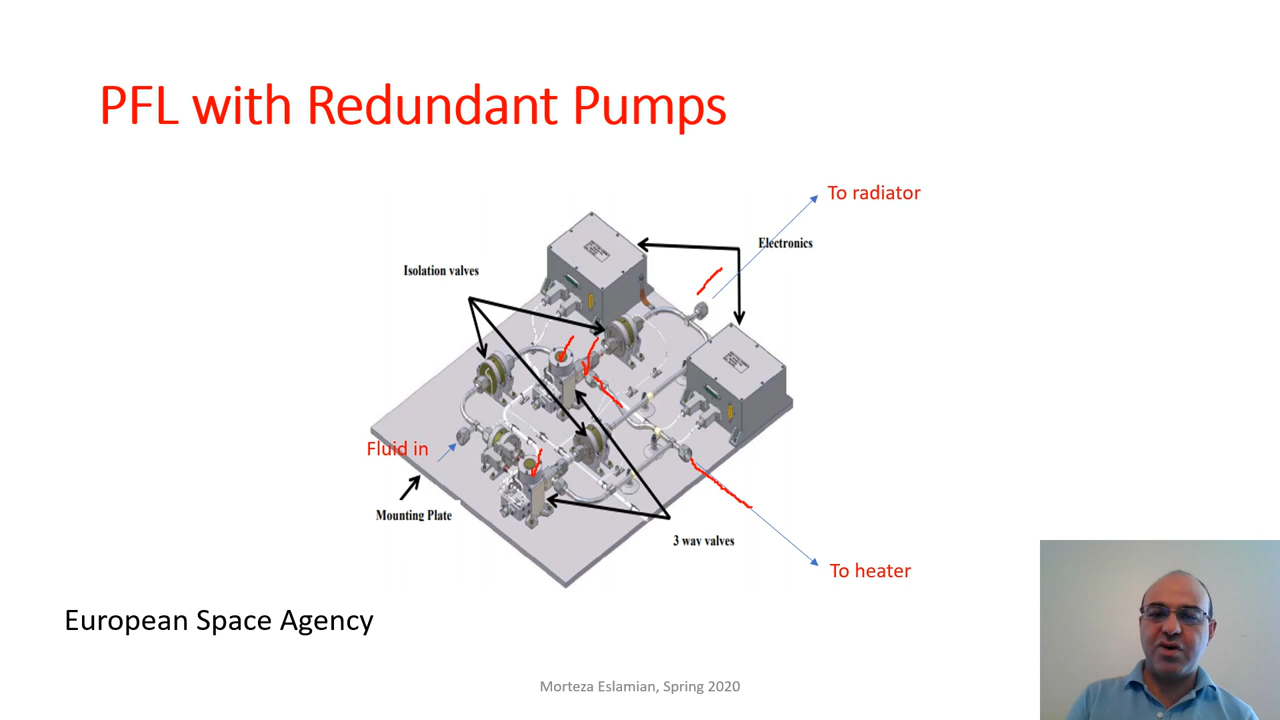 PFL with Redundant Pumps
To radiator
Electronics
Isolation valves
Fluid in
Mounting Plate
3 way valves
To heater
European Space Agency
Morteza Eslamian, Spring 2020